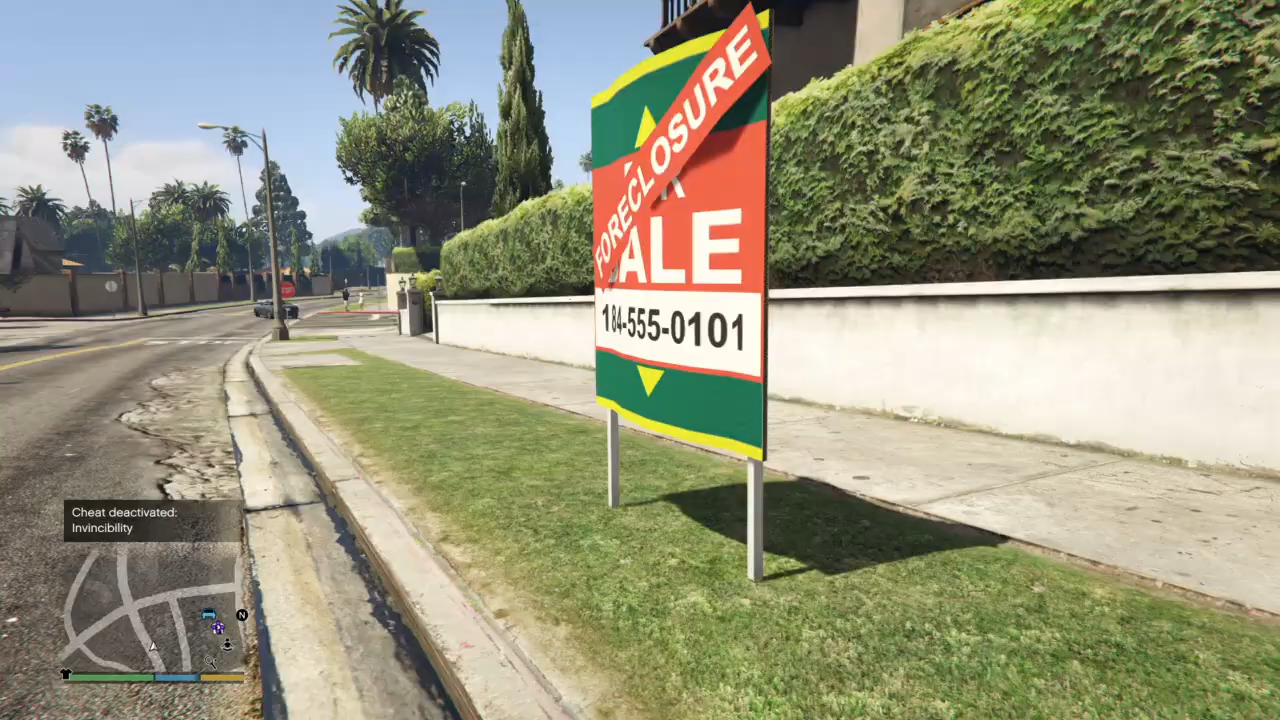 FORECLOSURE
ALE
184-555-0101
Cheat deactivated:
Invincibility
N